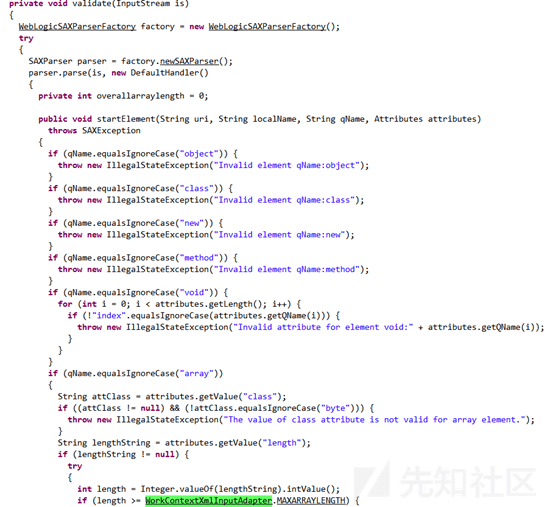 private void validate(InputStream is)
{
WebLogicSAXParserFactory factory = new WebLogicSAXParserFactory();
try
{
SAXParser parser = factory.newSAXParser();
parser.parse(is, new DefaultHandler()
{
private int overallarraylength = 0;
public void startElement(String uri, String localName, String qName, Attributes attributes)
throws SAXException
{
if (qName.equalsIgnoreCase("object")) {
throw new IllegalStateException("Invalid element qName:object");
}
if (qName.equalsIgnoreCase("class")) {
throw new IllegalStateException("Invalid element qName:class");
}
if (qName.equalsIgnoreCase("new")) {
throw new IllegalStateException("Invalid element qName:new");
}
if (qName.equalsIgnoreCase("method")) {
throw new IllegalStateException("Invalid element qName:method");
}
if (qName.equalsIgnoreCase("void")) {
for (int i = 0; i < attributes.getLength(); i++) {
if (!"index".equalsIgnoreCase(attributes.getQName(i))) {
throw new IllegalStateException("Invalid attribute for element void:" + attributes.getQName(i));
}
}
}
if (qName.equalsIgnoreCase("array"))
{
String attClass = attributes.getValue("class");
if ((attClass != null) && (!attClass.equalsIgnoreCase("byte"))) {
throw new IllegalStateException("The value of class attribute is not valid for array element.");
}
String lengthString = attributes.getValue("length");
if (lengthString != null) {
try
{
int length = Integer.valueOf(lengthString).intValue();
if (length >= WorkContextXmlInputAdapter.MAXARRAYLENGTH) {
先知社区